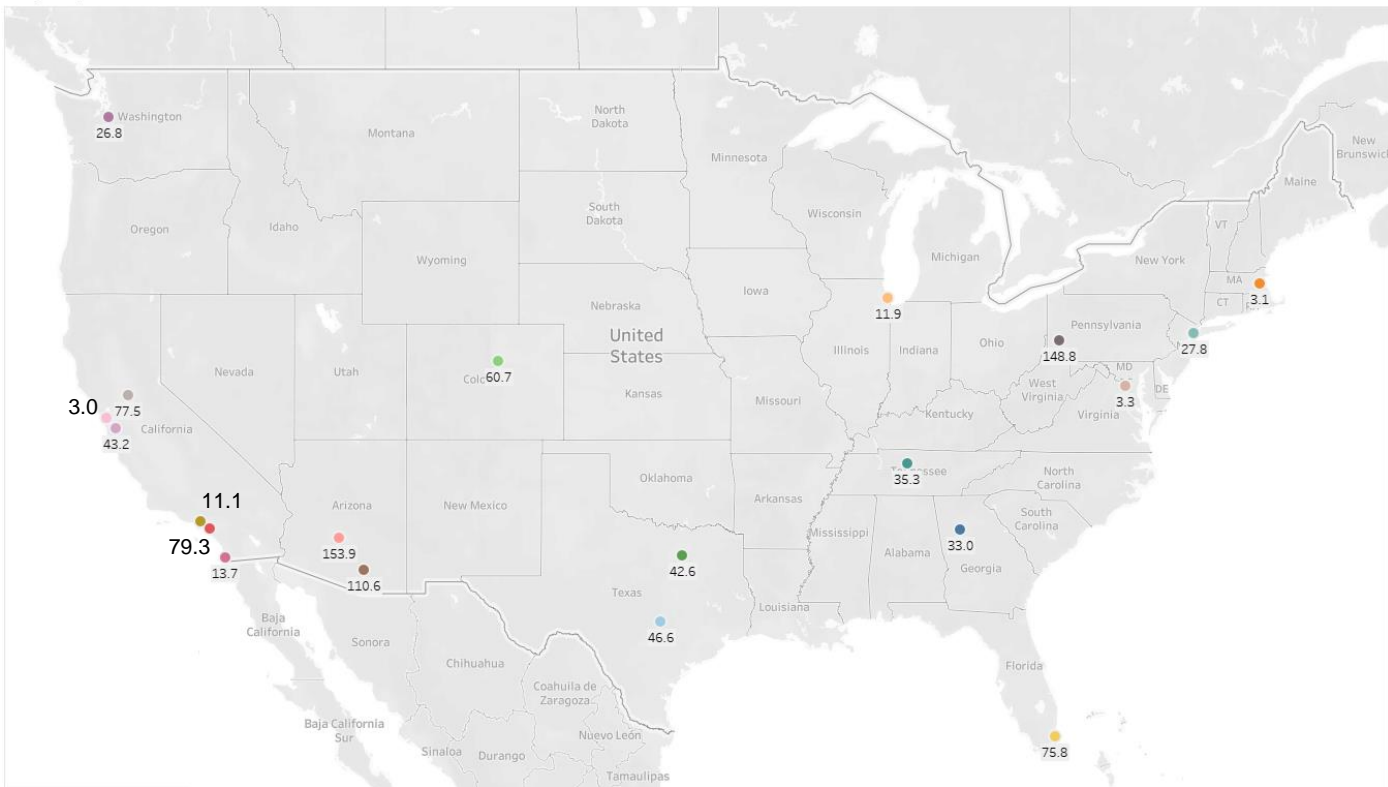 Washington
26.8
Montana
North
Dakota
Minnesota
New
Brunswick
Maine
Oregon
Idaho
South
Dakota
Wisconsin
VT
Wyoming
Michigan
New York
MA
CT
3.1
Nebraska
Iowa
11.9
United
States
Illinois
Indiana
Ohio
Pennsylvania
148.8
27.8
Nevada
Utah
60.7
Kansas
Missouri
West
Virginia
MD
DE
3.3
Virginia
Kentucky
3.0
77.5
California
43.2
35.3
North
Carolina
11.1
79.3
13.7
Arizona
153.9
110.6
New Mexico
Oklahoma
Arkansas
Mississippi
Alabama
33.0
Georgia
South
Carolina
Texas
42.6
46.6
Louisiana
Florida
75.8
Baja
California
Sonora
Chihuahua
Coahuila de
Zaragoza
Baja California
Sur
Sinaloa
Durango
Nuevo León
Tamaulipas